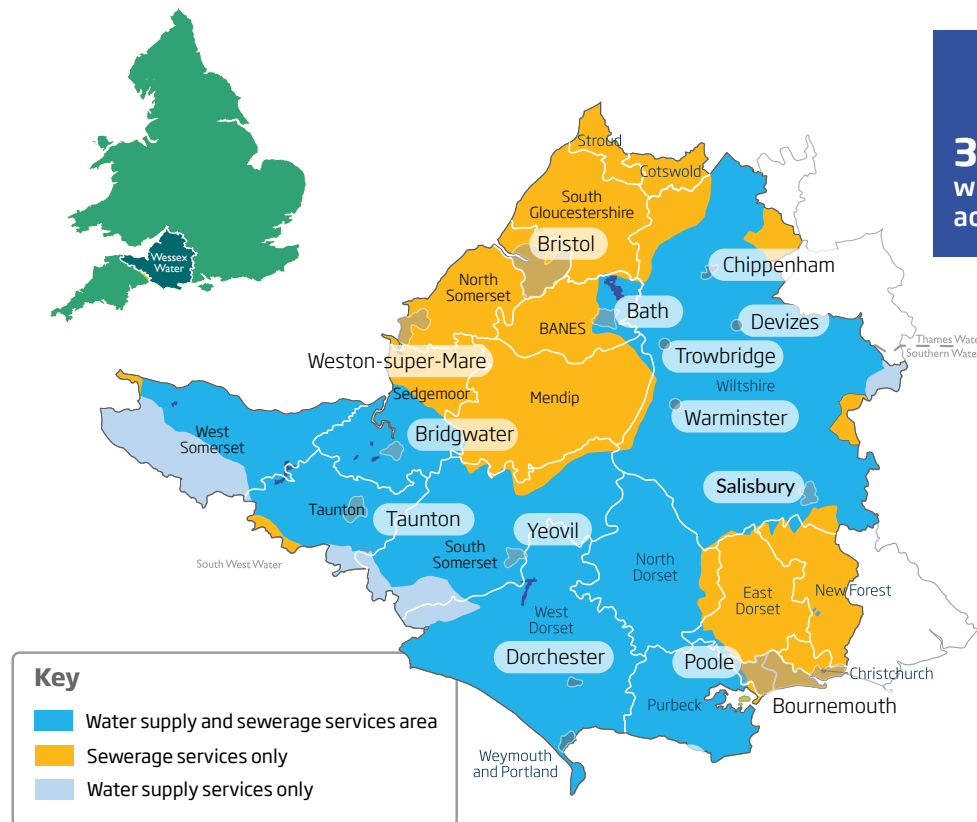 Wessex
Water
3
w
ac
Stroud
Cotswold
South
Gloucestershire
Bristol
Chippenham
North
Somerset
Bath
BANES
Devizes
Thames Water
Southern Water
Trowbridge
Weston-super-Mare
Wiltshire
Sedgemoor
Mendip
Warminster
West
Somerset
Bridgwater
Salisbury
Taunton
Taunton
Yeovil
South
Somerset
South West Water
North
Dorset
East
Dorset
New Forest
West
Dorset
Dorchester
Poole
Christchurch
Purbeck
Bournemouth
Weymouth
and Portland
Key
Water supply and sewerage services area
Sewerage services only
Water supply services only